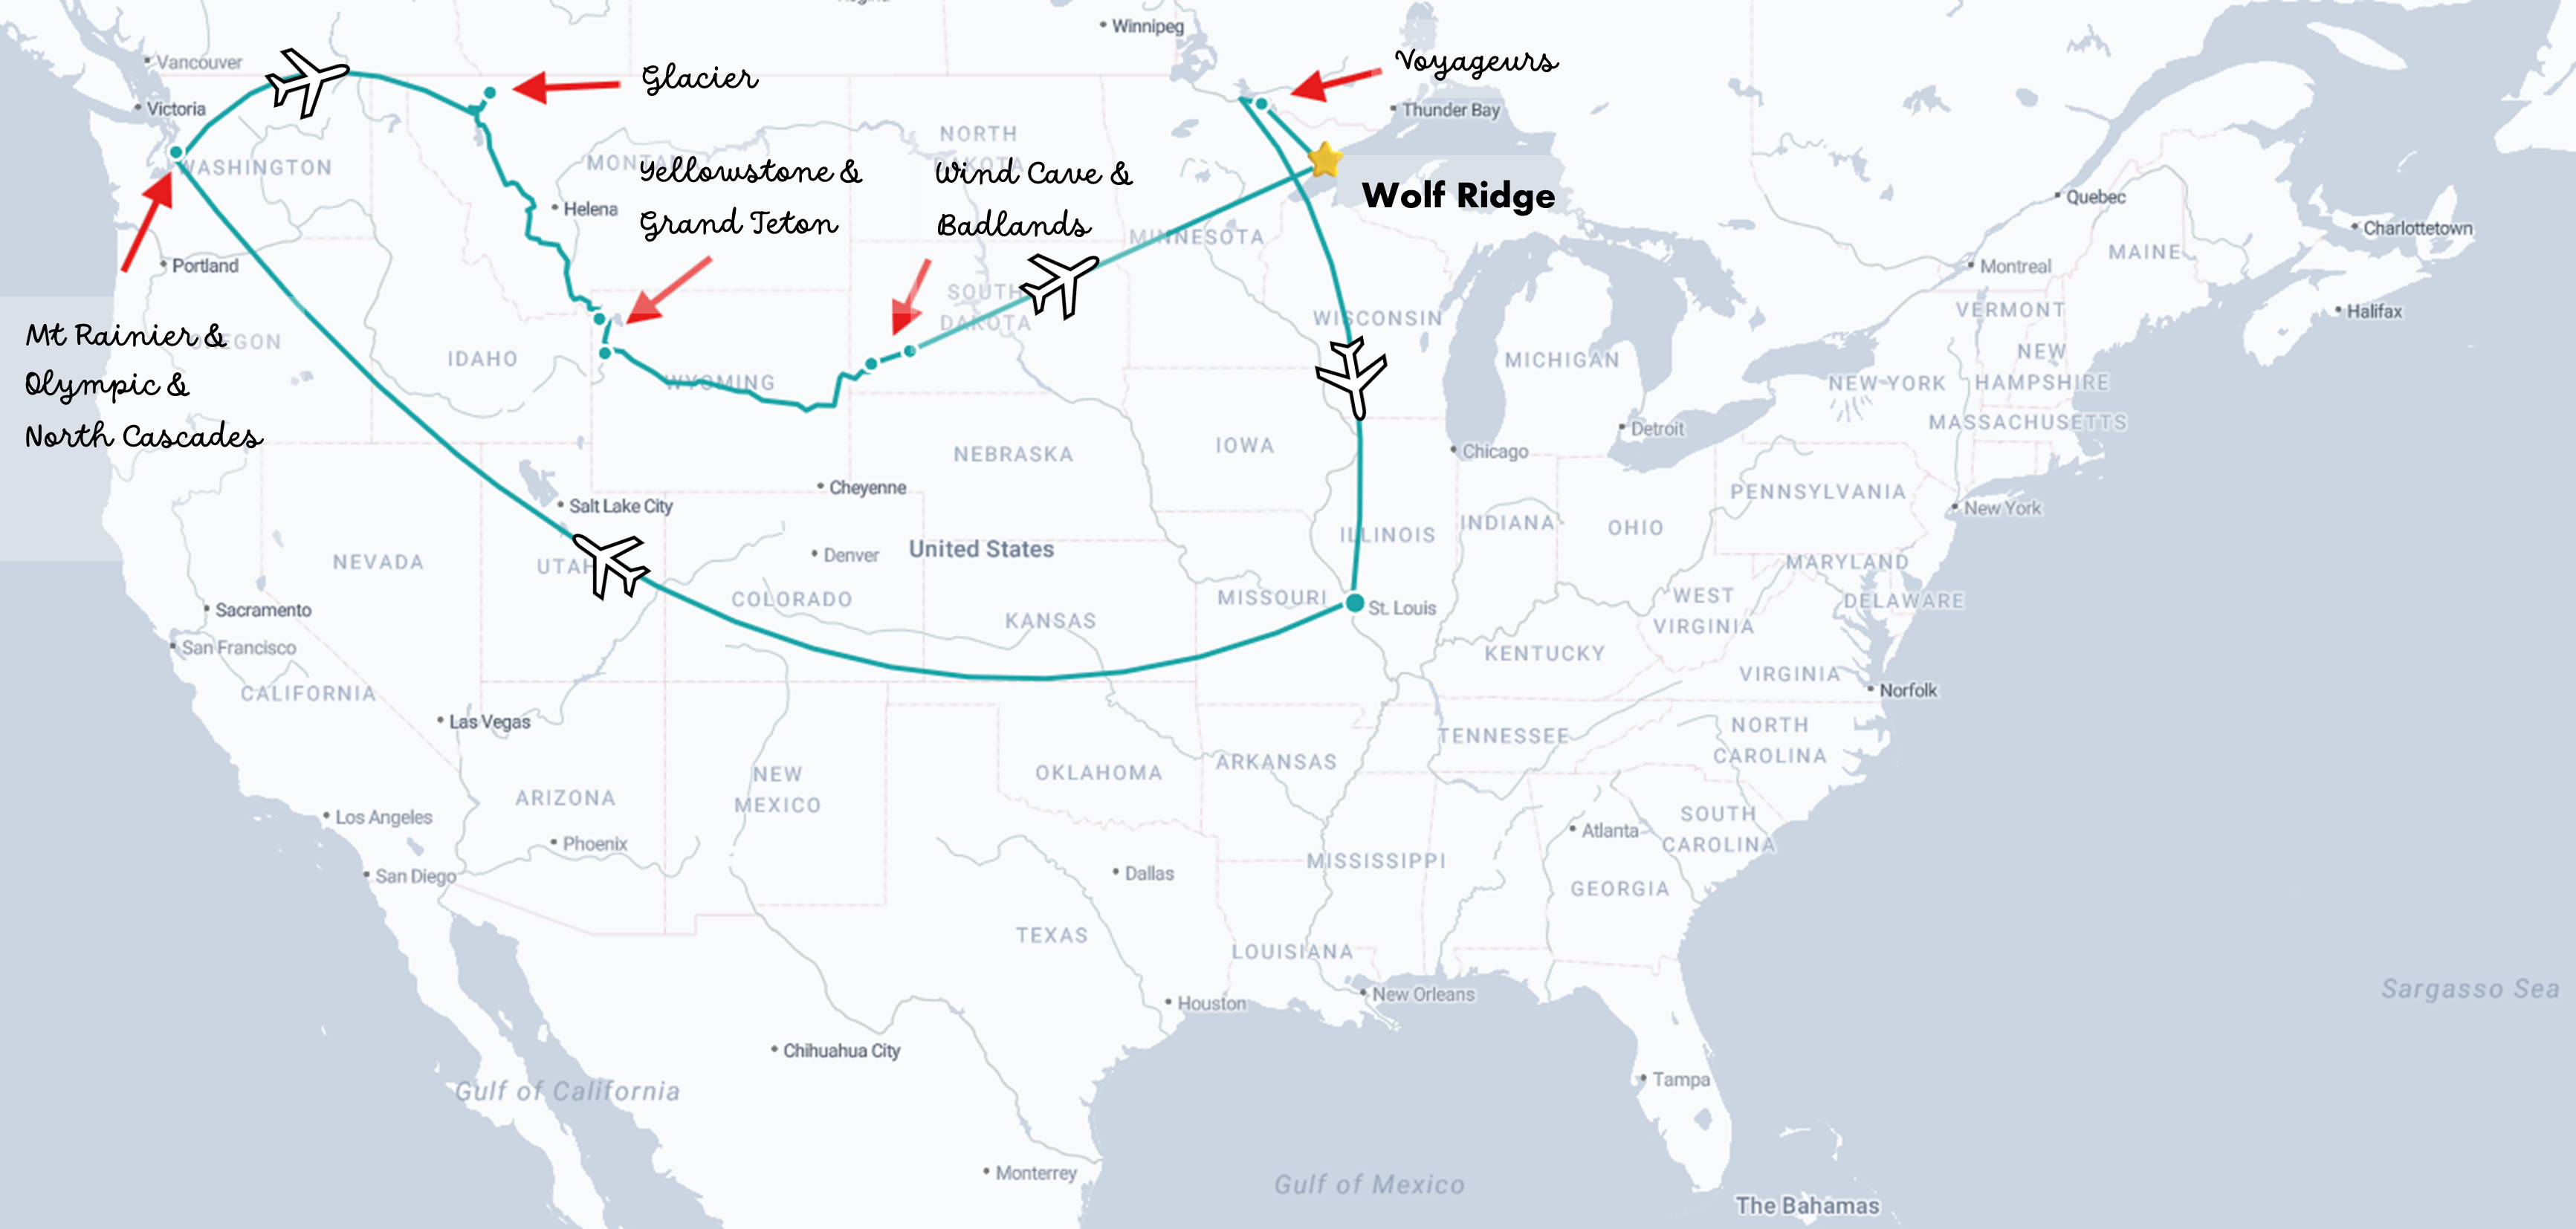 Winnipeg
Vancouver
Victoria
Glacier
Voyageurs
Thunder Bay
WASHINGTON
NORTH
Helena
Yellowstone &
Grand Teton
Wind Cave &
Badlands
Wolf Ridge
MINNESOTA
Quebec
Charlottetown
Montreal
MAINE
Halifax
Portland
Mt Rainier &
Olympic &
North Cascades
IDAHO
WYOMING
SOUTH
DAKOTA
WISCONSIN
MICHIGAN
VERMONT
NEW
HAMPSHIRE
NEW YORK
MASSACHUSETTS
Detroit
Chicago
IOWA
NEBRASKA
Cheyenne
Salt Lake City
PENNSYLVANIA
New York
NEVADA
UTAH
Denver
United States
ILLINOIS
INDIANA
OHIO
MARYLAND
DELAWARE
WEST
VIRGINIA
COLORADO
KANSAS
MISSOURI
St. Louis
Sacramento
San Francisco
CALIFORNIA
KENTUCKY
VIRGINIA
Norfolk
Las Vegas
TENNESSEE
NORTH
CAROLINA
NEW
MEXICO
OKLAHOMA
ARKANSAS
ARIZONA
Los Angeles
Phoenix
San Diego
Dallas
MISSISSIPPI
Atlanta
SOUTH
CAROLINA
GEORGIA
TEXAS
LOUISIANA
Houston
New Orleans
Sargasso Sea
Chihuahua City
Gulf of California
Tampa
Monterrey
Gulf of Mexico
The Bahamas